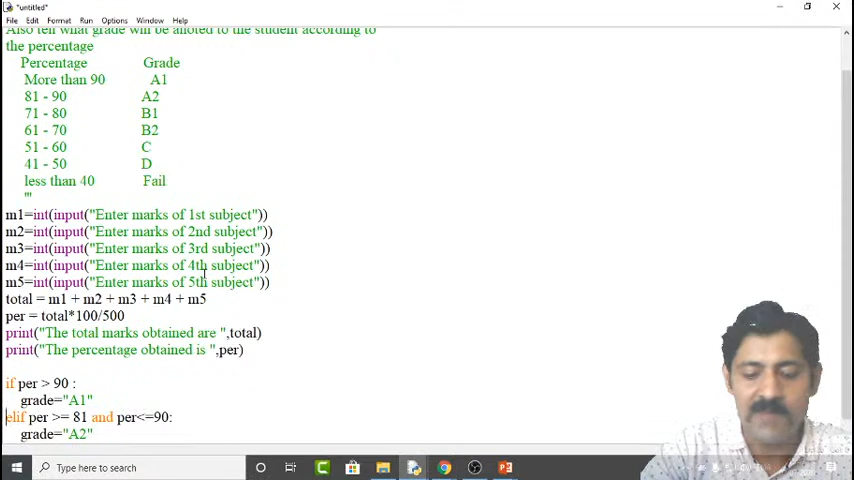 *untitled*
File Edit Format Run Options Window Help
Also tell what grade will be alloted to the student according to
the percentage
Percentage Grade
More than 90 A1
81 - 90 A2
71 - 80 B1
61 - 70 B2
51 - 60 C
41 - 50 D
less than 40 Fail
'''
m1=int(input("Enter marks of 1st subject"))
m2=int(input("Enter marks of 2nd subject"))
m3=int(input("Enter marks of 3rd subject"))
m4=int(input("Enter marks of 4th subject"))
m5=int(input("Enter marks of 5th subject"))
total = m1 + m2 + m3 + m4 + m5
per = total*100/500
print("The total marks obtained are ",total)
print("The percentage obtained is ",per)
if per > 90 :
grade="A1"
elif per >= 81 and per<=90:
grade="A2"
Type here to search